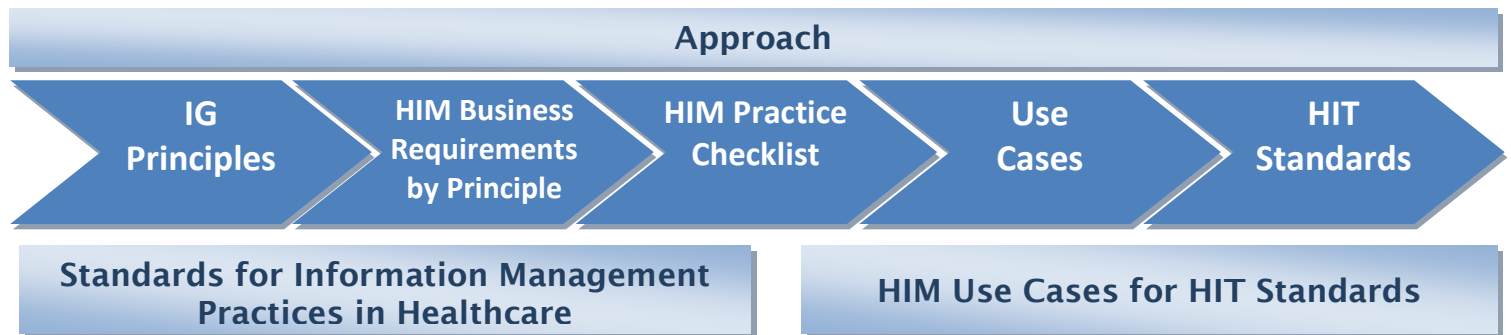 Approach
IG
Principles
HIM Business
Requirements
by Principle
HIM Practice
Checklist
Use
Cases
HIT
Standards
Standards for Information Management
Practices in Healthcare
HIM Use Cases for HIT Standards